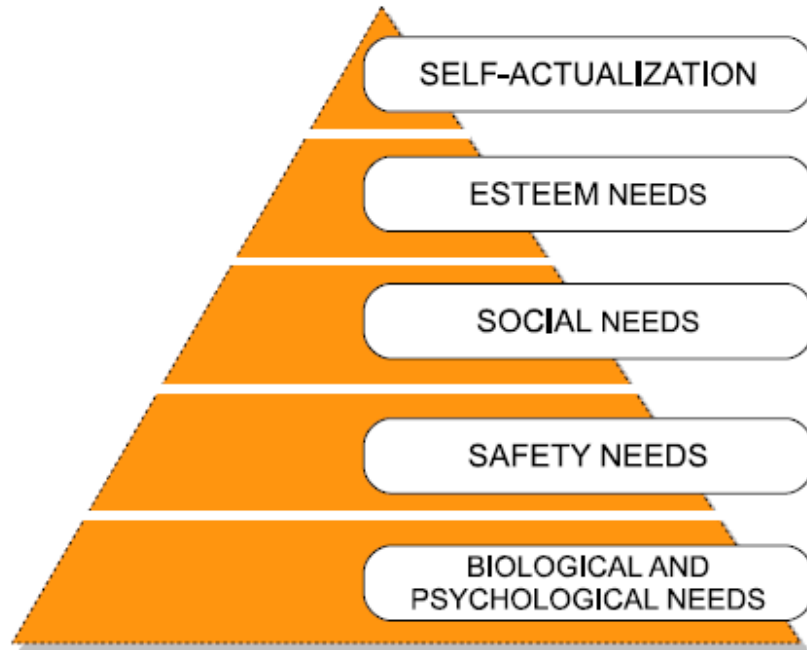 SELF-ACTUALIZATION
ESTEEM NEEDS
SOCIAL NEEDS
SAFETY NEEDS
BIOLOGICAL AND
PSYCHOLOGICAL NEEDS